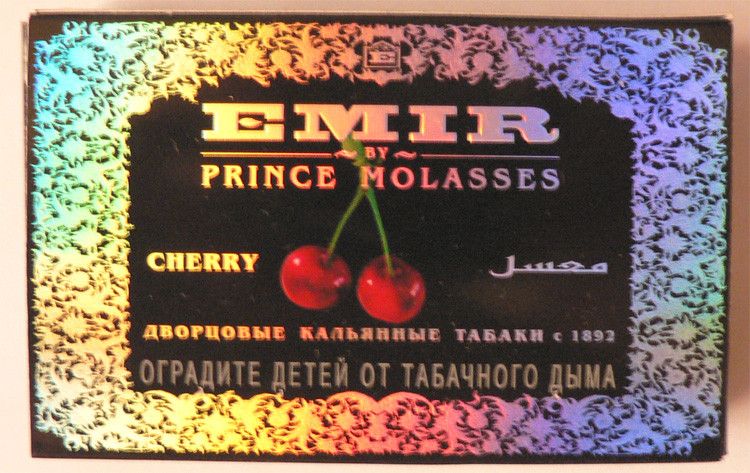 E
EMIR
~ BY ~
PRINCE MOLASSES
CHERRY معسل
ДВОРЦОВЫЕ КАЛЬЯННЫЕ ТАБАКИ с 1892
ОГРАДИТЕ ДЕТЕЙ ОТ ТАБАЧНОГО ДЫМА